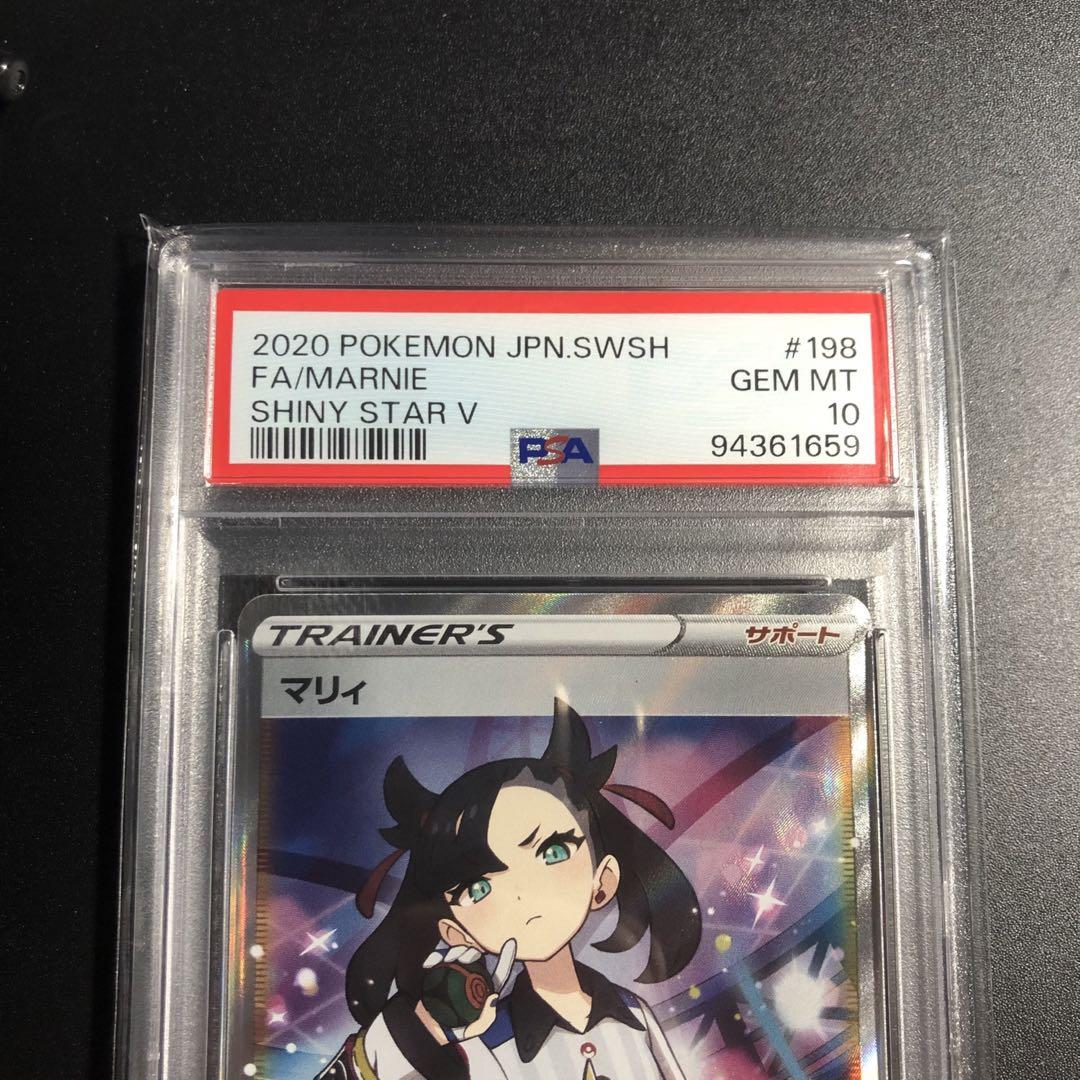 2020 POKEMON JPN.SWSH #198
FA/MARNIE GEM MT
SHINY STAR V 10
PSA 94361659
TRAINER'S サポート
マリィ